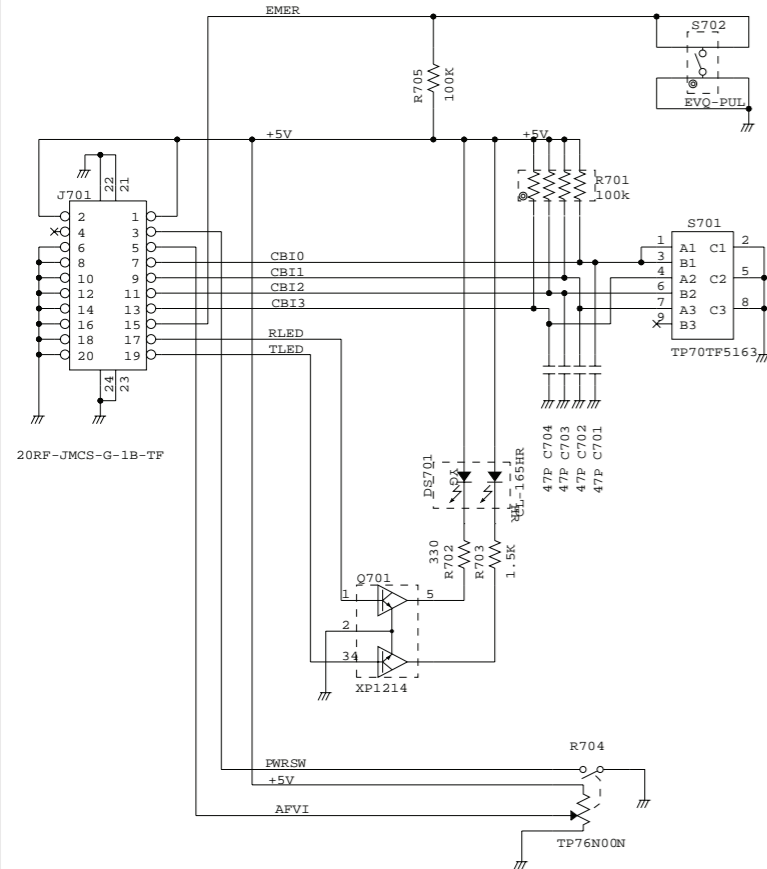 EMER
S702
R705
100K
EVQ-PUL
+5V
+5V
R701
100k
22
21
J701
S701
2
1
4
3
6
5
8
7
10
9
12
11
14
13
16
15
18
17
20
19
24
23
CBI0
CBI1
CBI2
CBI3
RLED
TLED
1 A1 C1 2
3 B1
4 A2 C2 5
6 B2
7 A3 C3 8
9 B3
TP70TF5163
20RF-JMCS-G-1B-TF
47P C704
47P C703
47P C702
47P C701
DS701
YG
HR
CL-165HR
330
R702
R703
1.5K
Q701
1
5
2
34
XP1214
R704
PWRSW
+5V
AFVI
TP76N00N